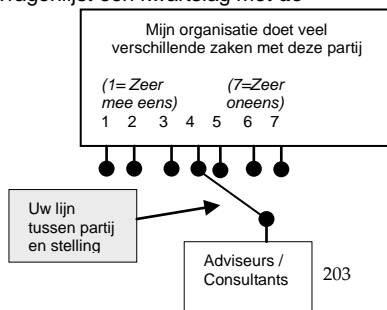 Mijn organisatie doet veel
verschillende zaken met deze partij
(1= Zeer (7=Zeer
mee eens) oneens)
1 2 3 4 5 6 7
Uw lijn
tussen partij
en stelling
Adviseurs /
Consultants
203